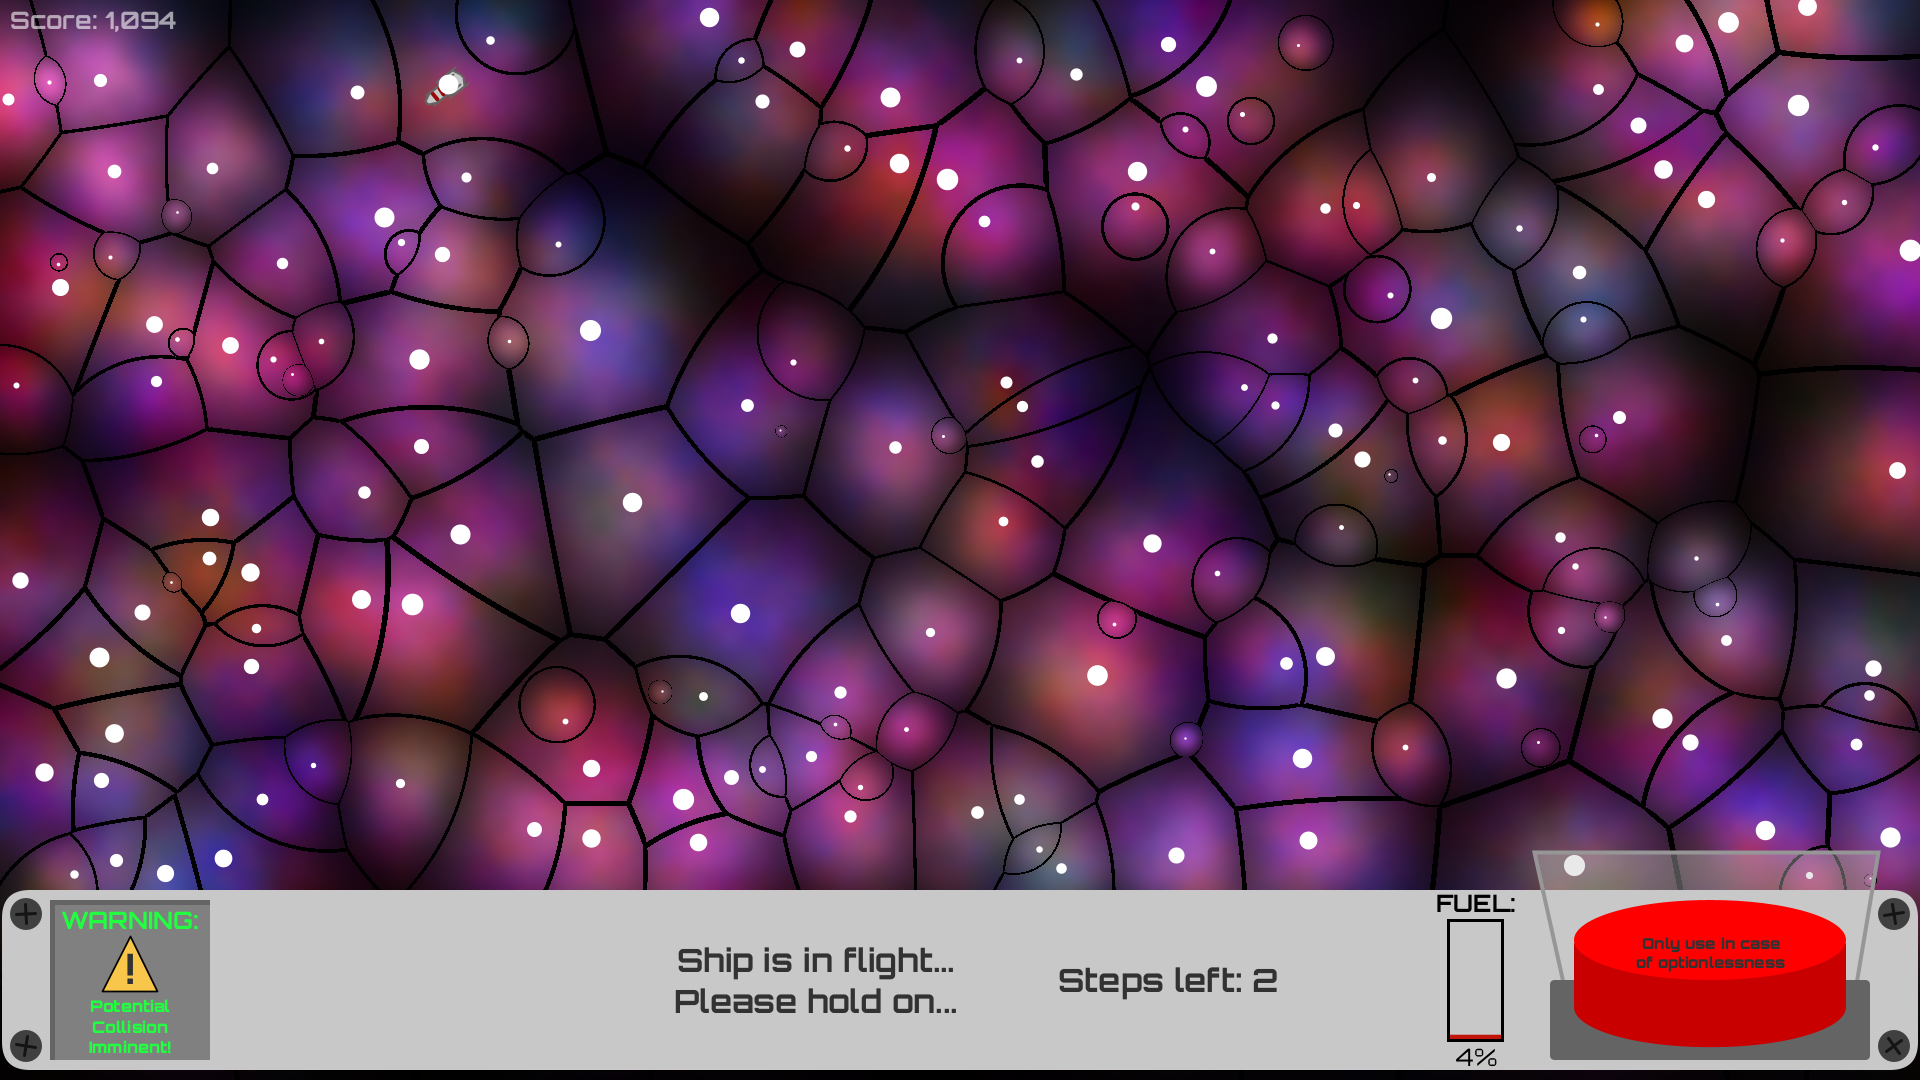 Score: 1,094
WARNING:
Potential
Collision
Imminent!
Ship is in flight...
Please hold on...
Steps left: 2
FUEL:
4%
Only use in case
of optionlessness